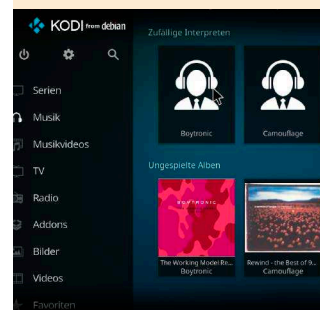 KODI from debian
Serien
Musik
Musikvideos
TV
Radio
Addons
Bilder
Videos
Favoriten
Zufällige Interpreten
Boytronic
Camouflage
Ungespielte Alben
BOYTRONIC
The Working Model Re...
Boytronic
Rewind - the Best of 9...
Camouflage